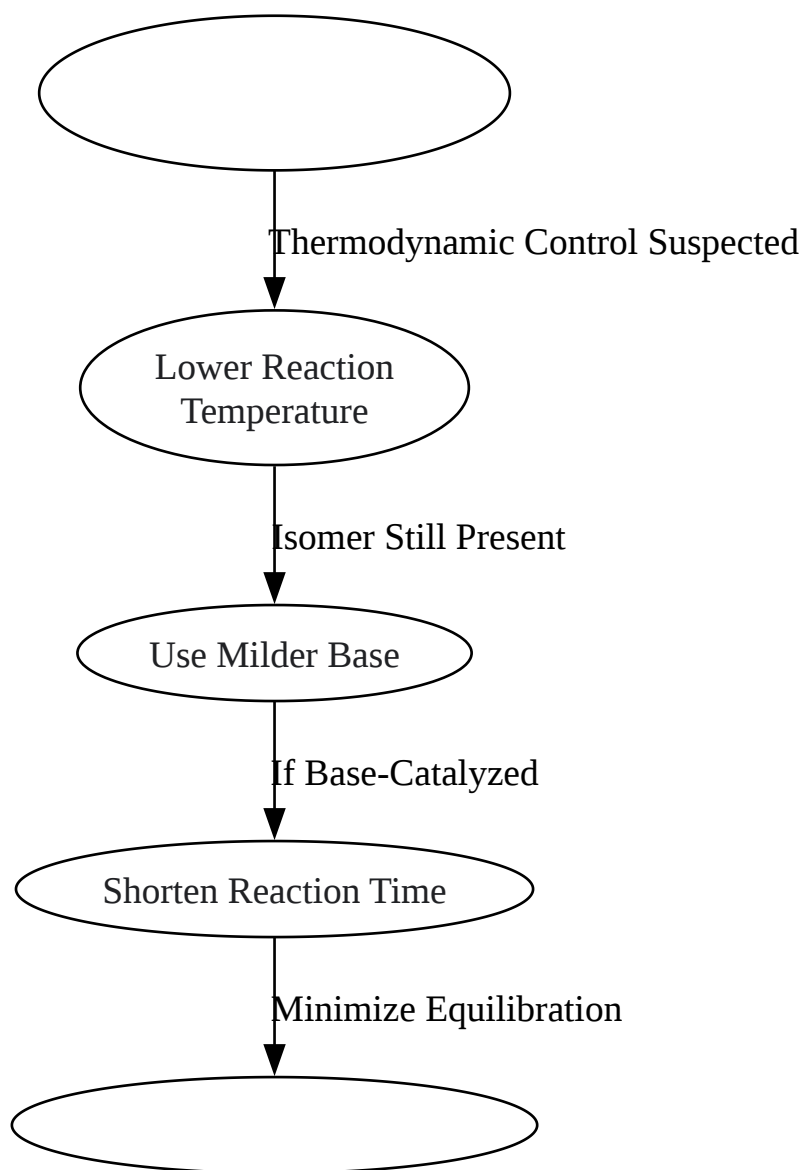 Thermodynamic Control Suspected
Lower Reaction
Temperature
Isomer Still Present
Use Milder Base
If Base-Catalyzed
Shorten Reaction Time
Minimize Equilibration